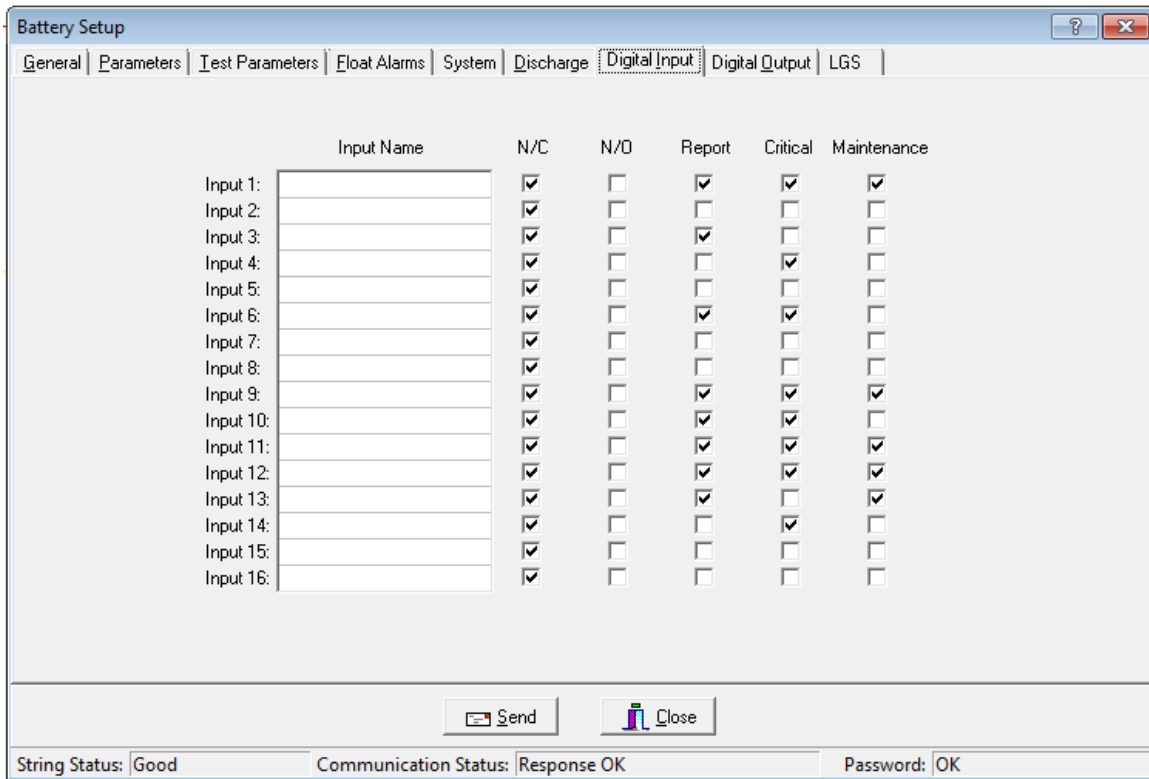 Battery Setup
General Parameters Test Parameters Float Alarms System Discharge Digital Input Digital Output LGS
Input Name N/C N/O Report Critical Maintenance
Input 1:
Input 2:
Input 3:
Input 4:
Input 5:
Input 6:
Input 7:
Input 8:
Input 9:
Input 10:
Input 11:
Input 12:
Input 13:
Input 14:
Input 15:
Input 16:
Send Close
String Status: Good Communication Status: Response OK Password: OK